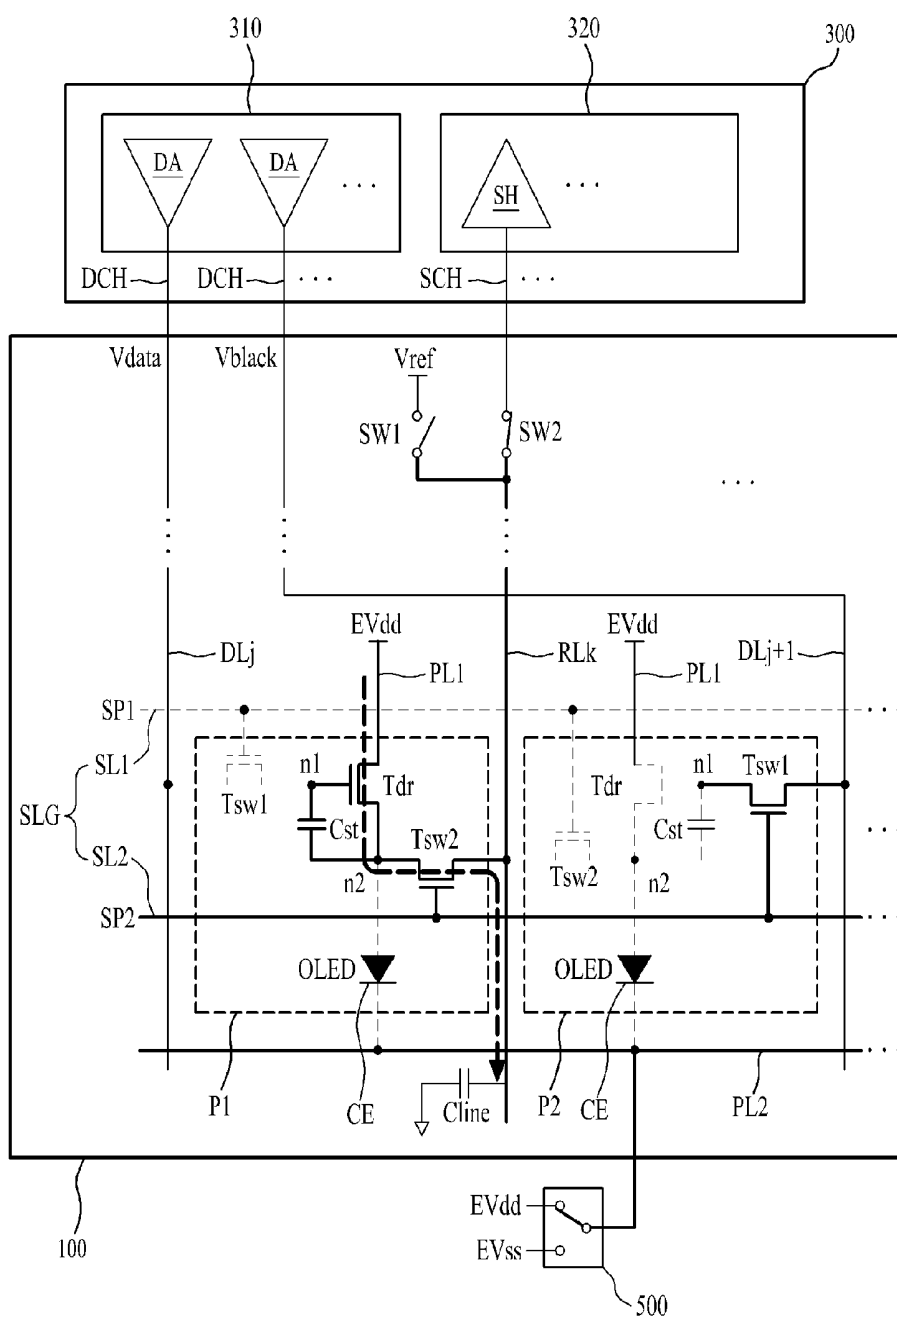 310 320 300
DA DA · · · SH · · ·
DCH DCH · · · SCH · · ·
Vdata Vblack Vref
SW1 SW2
· · ·
EVdd EVdd
DLj PL1 RLk PL1 DLj+1
SP1 · · ·
SL1 Tsw1 n1 Tdr Tdr n1 Tsw1
SLG Cst Tsw2 Cst · · ·
SL2 n2 Tsw2 n2
SP2 · · ·
OLED OLED
· · ·
P1 CE Cline P2 CE PL2
EVdd
100 EVss
500